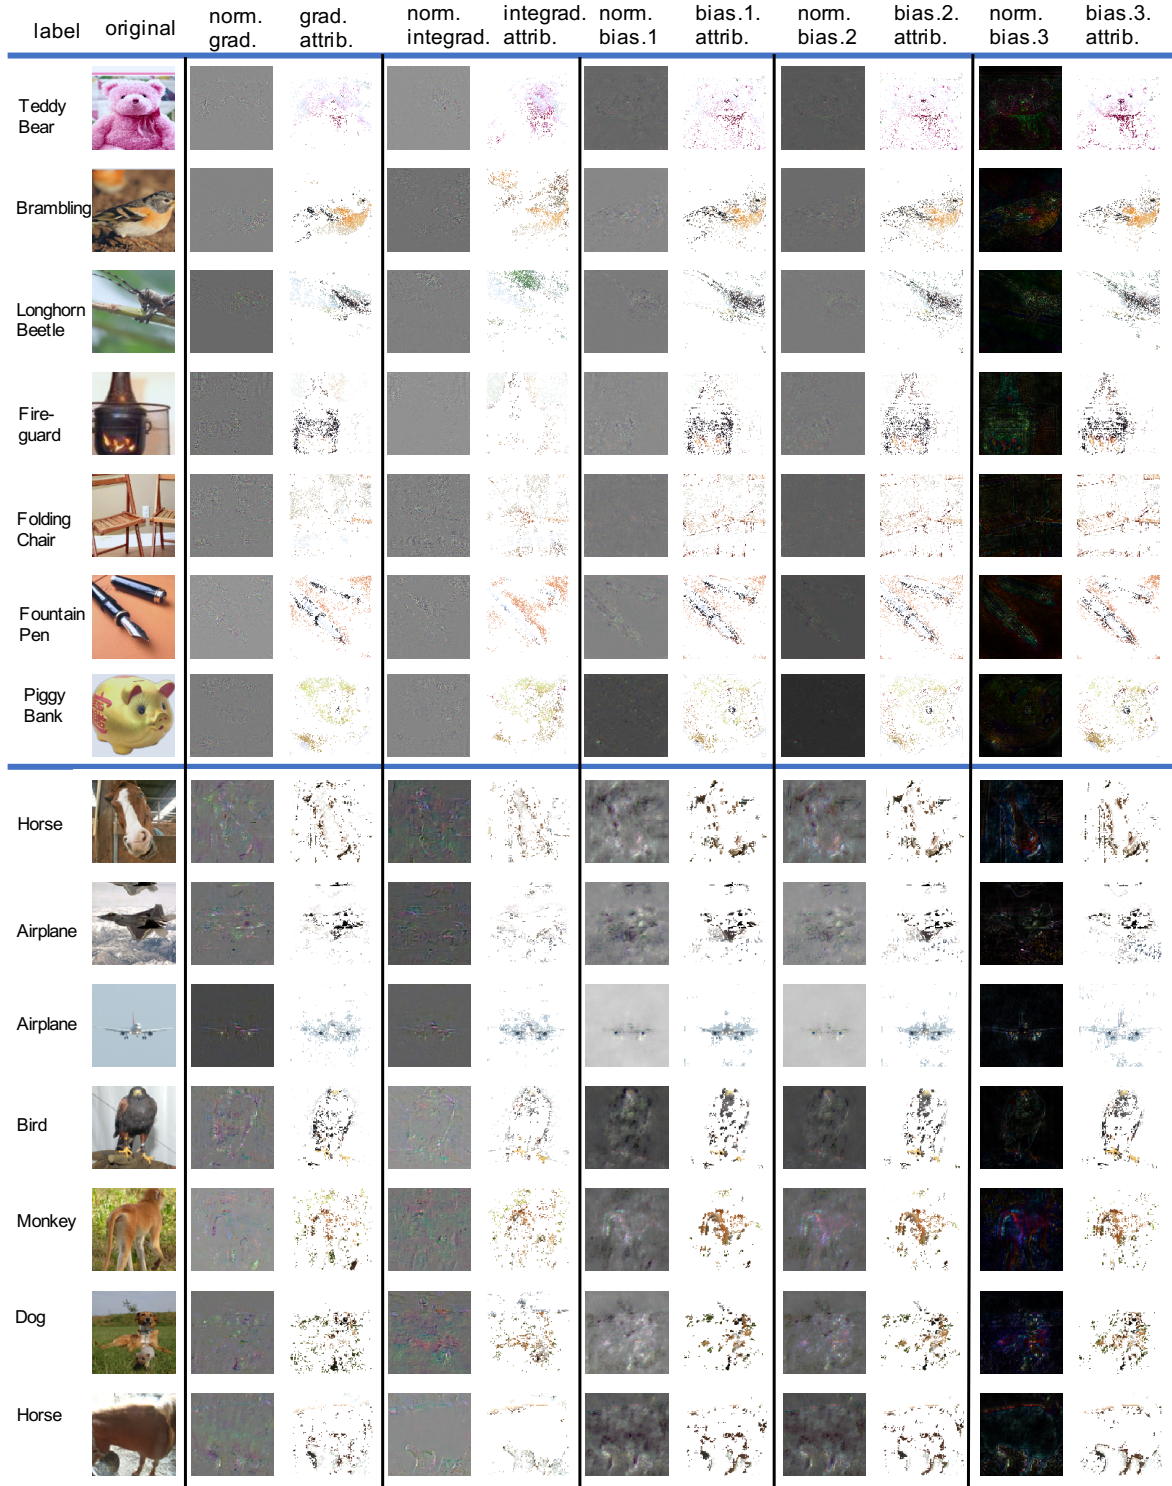 label original norm. grad. norm. integrad. norm. bias.1. norm. bias.2. norm. bias.3.
grad. attrib. integrad. attrib. bias.1 attrib. bias.2 attrib. bias.3 attrib.
Teddy
Bear
Brambling
Longhorn
Beetle
Fire-
guard
Folding
Chair
Fountain
Pen
Piggy
Bank
Horse
Airplane
Airplane
Bird
Monkey
Dog
Horse